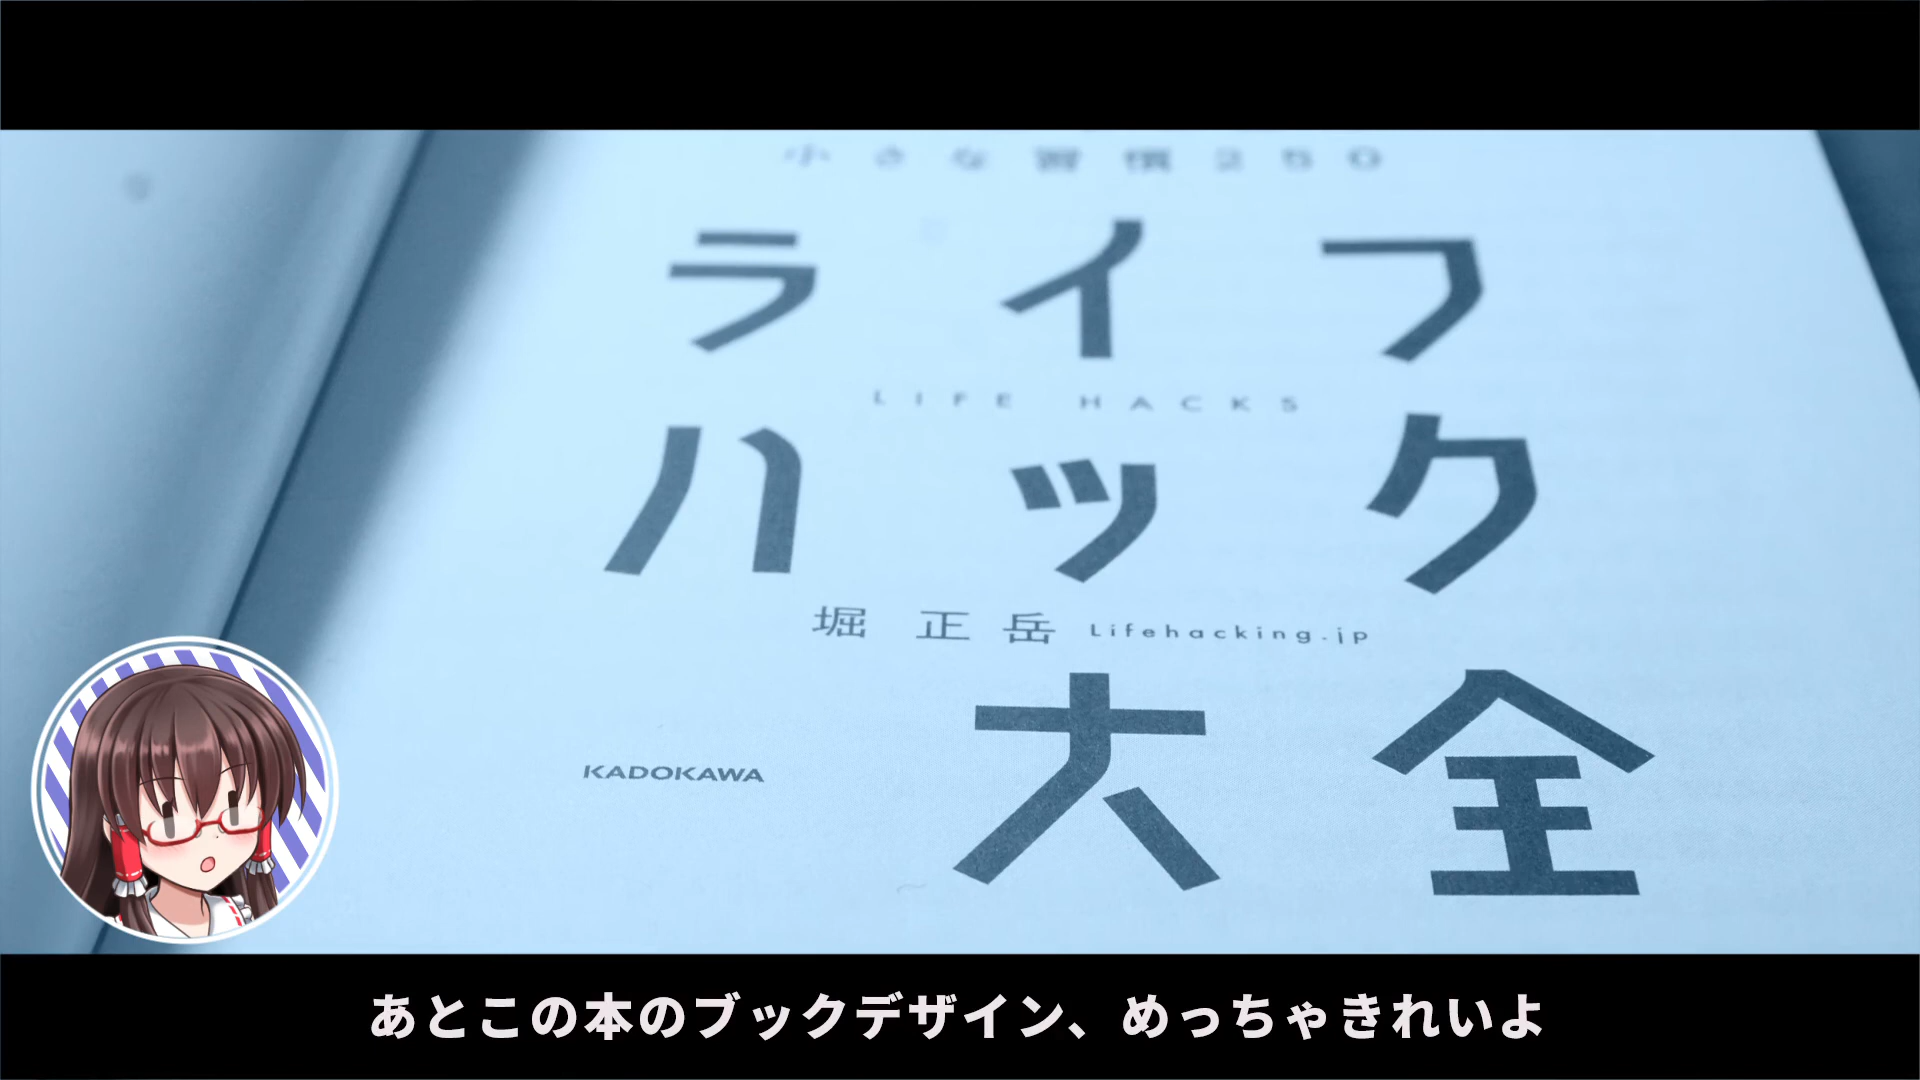 小さな習慣250
ライフ
LIFE HACKS
ハック
堀 正岳 Lifehacking.jp
大全
KADOKAWA
あとこの本のブックデザイン、めっちゃきれいよ